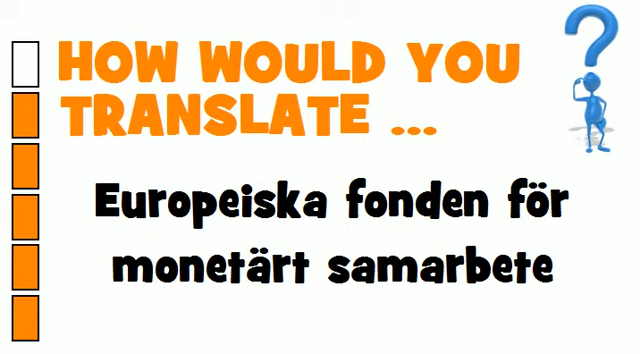 HOW WOULD YOU
TRANSLATE ...
Europeiska fonden för
monetärt samarbete